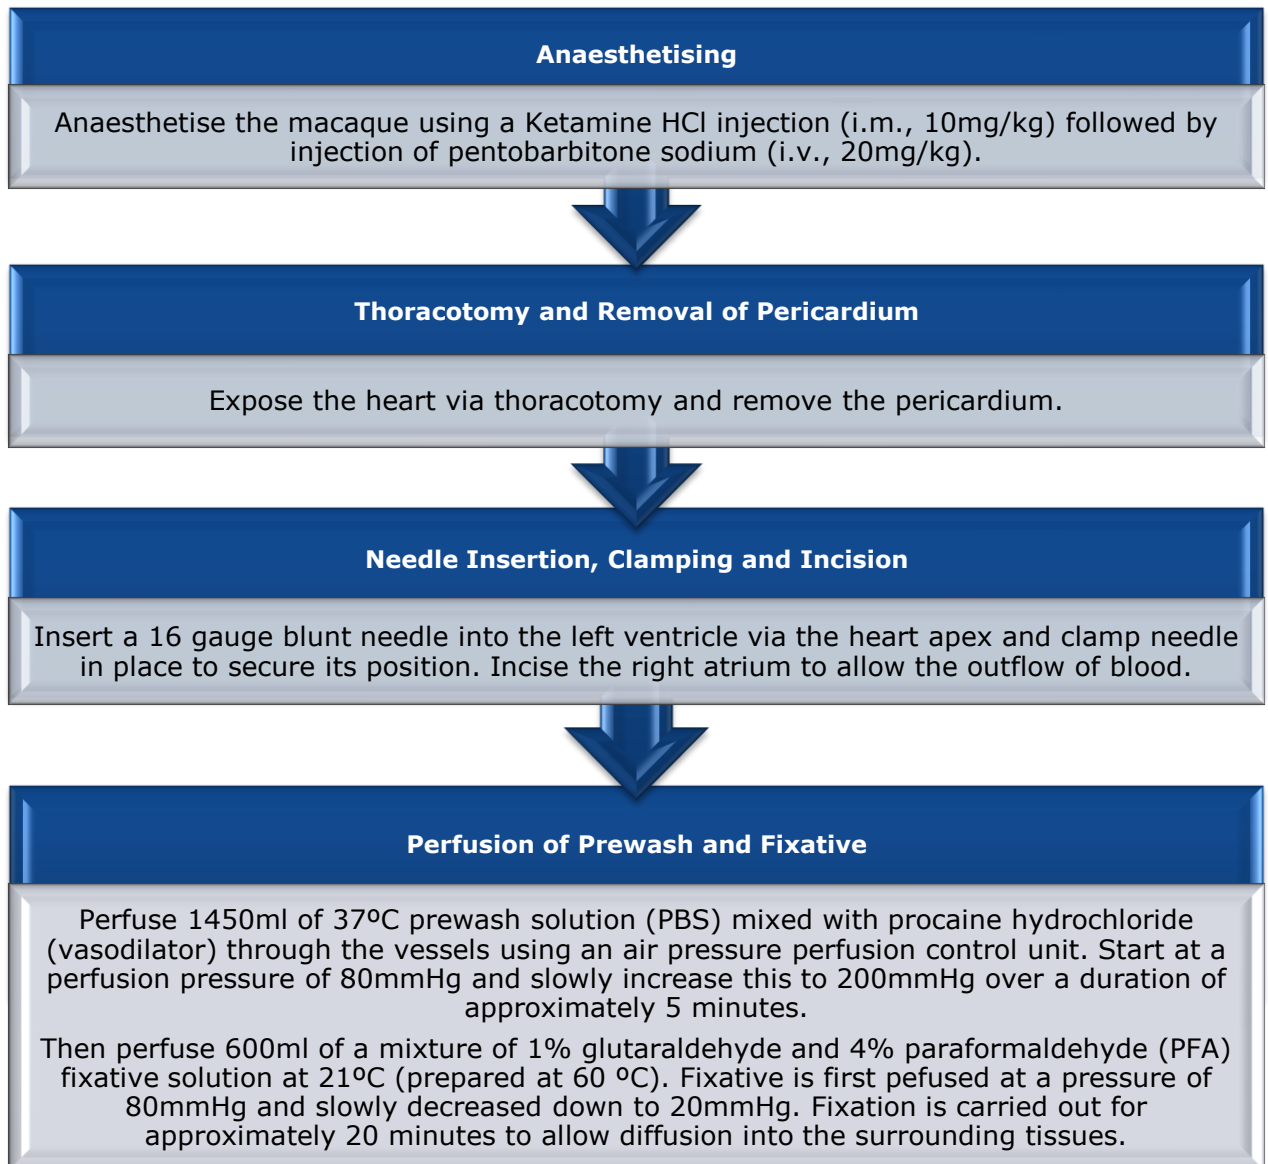 Anaesthetising
Anaesthetise the macaque using a Ketamine HCl injection (i.m., 10mg/kg) followed by
injection of pentobarbitone sodium (i.v., 20mg/kg).
Thoracotomy and Removal of Pericardium
Expose the heart via thoracotomy and remove the pericardium.
Needle Insertion, Clamping and Incision
Insert a 16 gauge blunt needle into the left ventricle via the heart apex and clamp needle
in place to secure its position. Incise the right atrium to allow the outflow of blood.
Perfusion of Prewash and Fixative
Perfuse 1450ml of 37ºC prewash solution (PBS) mixed with procaine hydrochloride
(vasodilator) through the vessels using an air pressure perfusion control unit. Start at a
perfusion pressure of 80mmHg and slowly increase this to 200mmHg over a duration of
approximately 5 minutes.
Then perfuse 600ml of a mixture of 1% glutaraldehyde and 4% paraformaldehyde (PFA)
fixative solution at 21ºC (prepared at 60 ºC). Fixative is first pefused at a pressure of
80mmHg and slowly decreased down to 20mmHg. Fixation is carried out for
approximately 20 minutes to allow diffusion into the surrounding tissues.